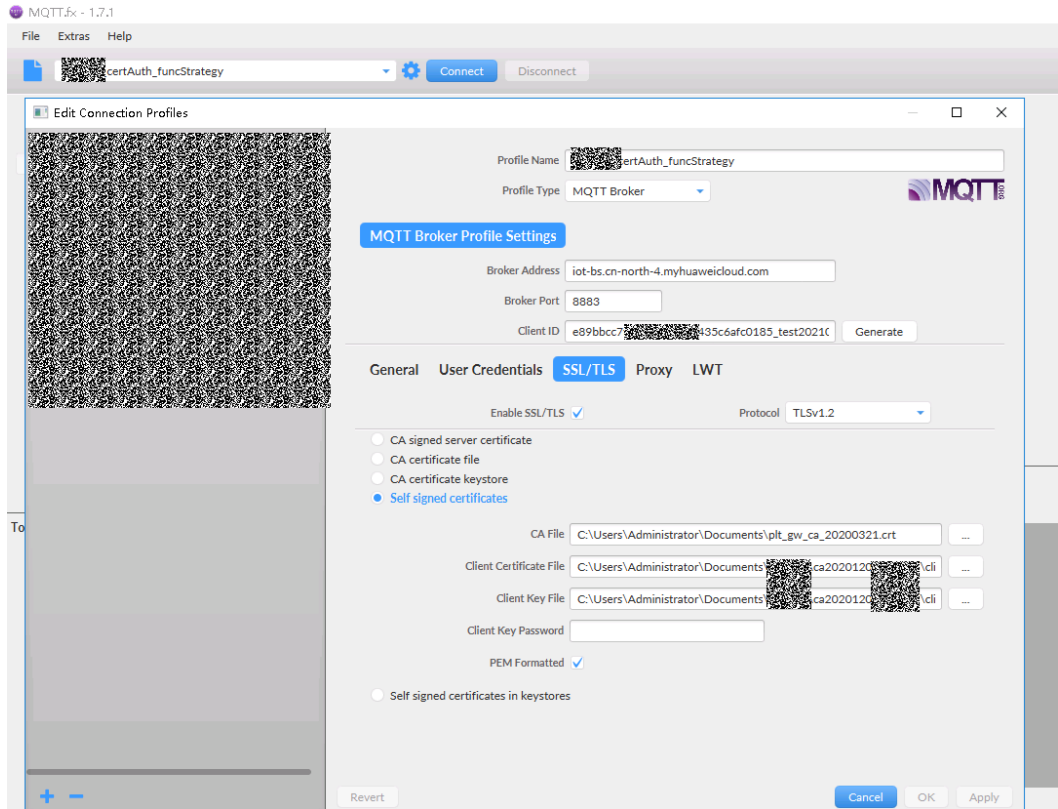 MQTT.fx - 1.7.1
File Extras Help
certAuth_funcStrategy Connect Disconnect
Edit Connection Profiles
Profile Name ertAuth_funcStrategy
Profile Type MQTT Broker
MQTT.ORG
MQTT Broker Profile Settings
Broker Address iot-bs.cn-north-4.myhuaweicloud.com
Broker Port 8883
Client ID e89bbcc7 435c6afc0185_test2021 Generate
General User Credentials SSL/TLS Proxy LWT
Enable SSL/TLS Protocol TLSv1.2
CA signed server certificate
CA certificate file
CA certificate keystore
Self signed certificates
To
CA File C:\Users\Administrator\Documents\plt_gw_ca_20200321.crt ...
Client Certificate File C:\Users\Administrator\Documents\ ca2020120 \cli ...
Client Key File C:\Users\Administrator\Documents\ ca2020120 \cli ...
Client Key Password
PEM Formatted
Self signed certificates in keystores
Revert Cancel OK Apply